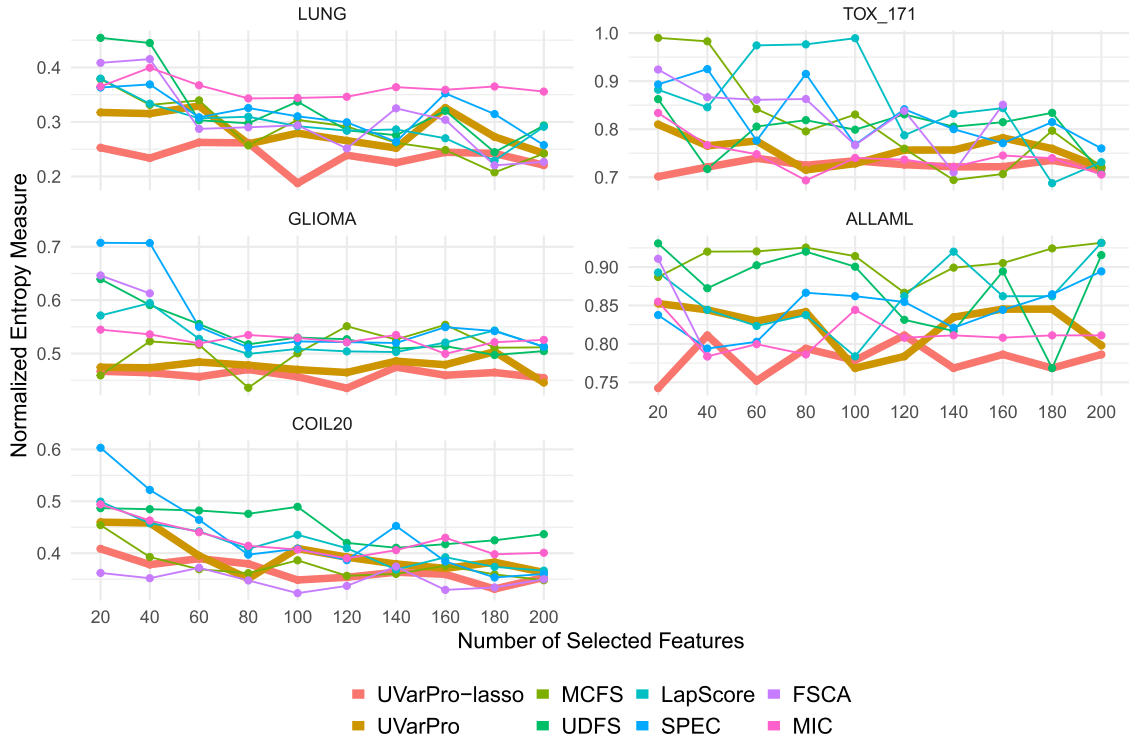 LUNG
TOX_171
0.4
0.3
0.2
1.0
0.9
0.8
0.7
GLIOMA
ALLAML
0.7
0.6
0.5
0.90
0.85
0.80
0.75
20 40 60 80 100 120 140 160 180 200
COIL20
0.6
0.5
0.4
20 40 60 80 100 120 140 160 180 200
Normalized Entropy Measure
Number of Selected Features
UVarPro−lasso MCFS LapScore FSCA
UVarPro UDFS SPEC MIC